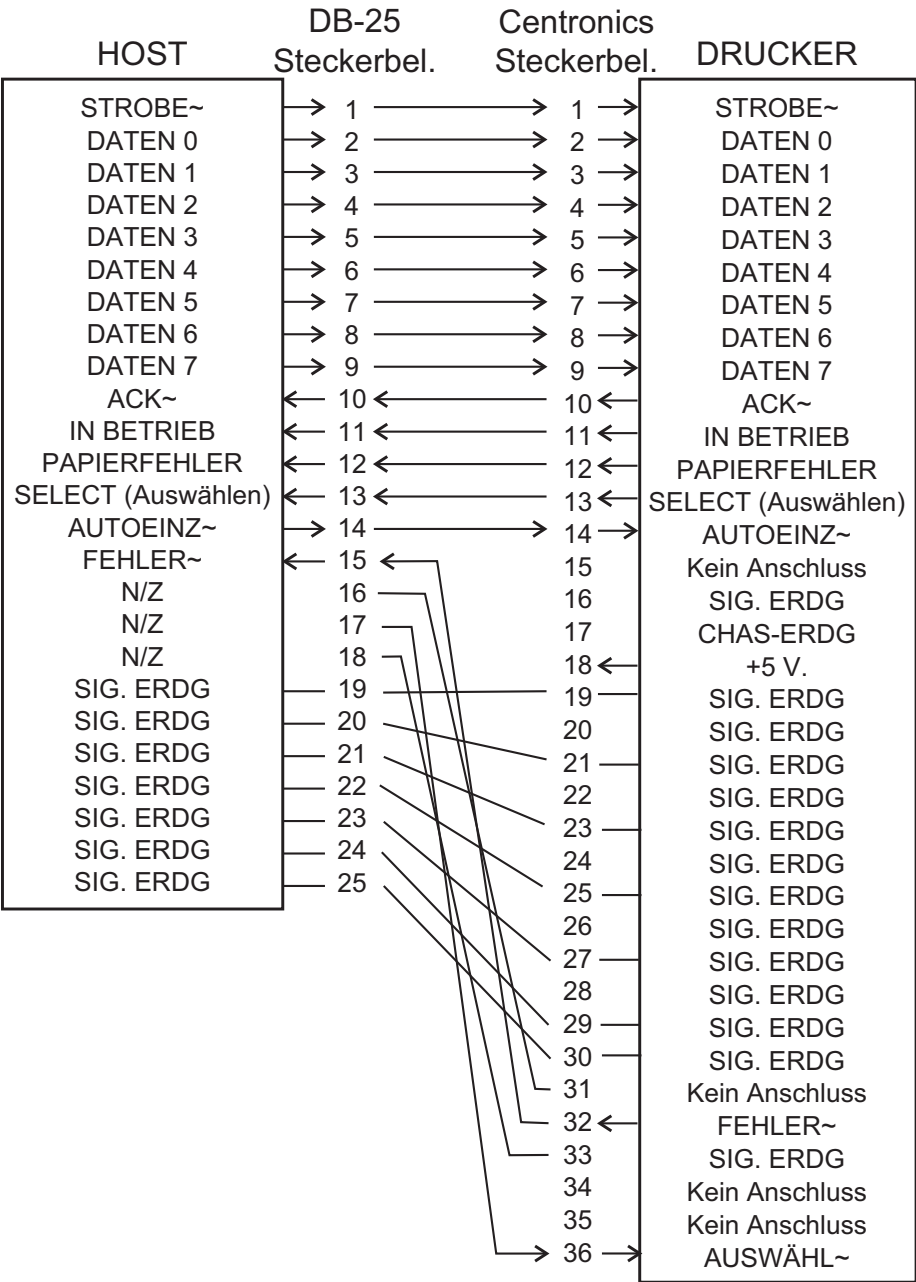 HOST DB-25 Steckerbel. Centronics Steckerbel. DRUCKER
STROBE~ 1 1 STROBE~
DATEN 0 2 2 DATEN 0
DATEN 1 3 3 DATEN 1
DATEN 2 4 4 DATEN 2
DATEN 3 5 5 DATEN 3
DATEN 4 6 6 DATEN 4
DATEN 5 7 7 DATEN 5
DATEN 6 8 8 DATEN 6
DATEN 7 9 9 DATEN 7
ACK~ 10 10 ACK~
IN BETRIEB 11 11 IN BETRIEB
PAPIERFEHLER 12 12 PAPIERFEHLER
SELECT (Auswählen) 13 13 SELECT (Auswählen)
AUTOEINZ~ 14 14 AUTOEINZ~
FEHLER~ 15 15 Kein Anschluss
N/Z 16 16 SIG. ERDG
N/Z 17 17 CHAS-ERDG
N/Z 18 18 +5 V.
SIG. ERDG 19 19 SIG. ERDG
SIG. ERDG 20 20 SIG. ERDG
SIG. ERDG 21 21 SIG. ERDG
SIG. ERDG 22 22 SIG. ERDG
SIG. ERDG 23 23 SIG. ERDG
SIG. ERDG 24 24 SIG. ERDG
SIG. ERDG 25 25 SIG. ERDG
26 SIG. ERDG
27 SIG. ERDG
28 SIG. ERDG
29 SIG. ERDG
30 SIG. ERDG
31 Kein Anschluss
32 FEHLER~
33 SIG. ERDG
34 Kein Anschluss
35 Kein Anschluss
36 AUSWÄHL~